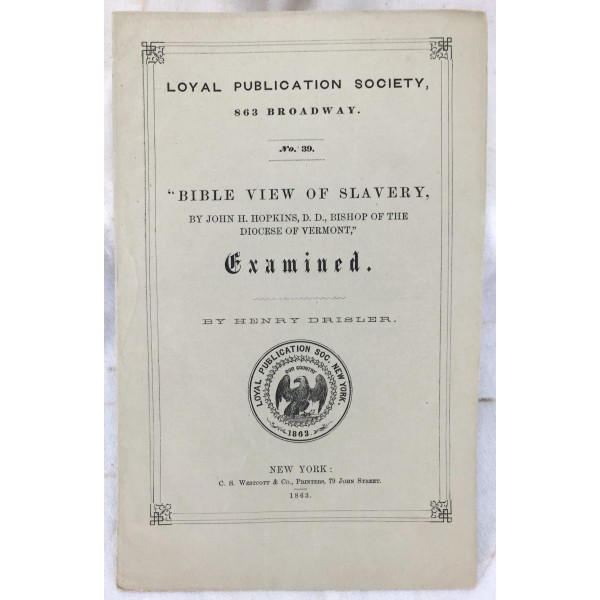 LOYAL PUBLICATION SOCIETY,
863 BROADWAY.
No. 39.
"BIBLE VIEW OF SLAVERY,
BY JOHN H. HOPKINS, D. D., BISHOP OF THE
DIOCESE OF VERMONT,"
Examined.
BY HENRY DRISLER.
LOYAL PUBLICATION SOC. NEW YORK.
OUR COUNTRY
1863.
NEW YORK:
C. S. WESTCOTT & CO., PRINTERS, 79 JOHN STREET.
1863.